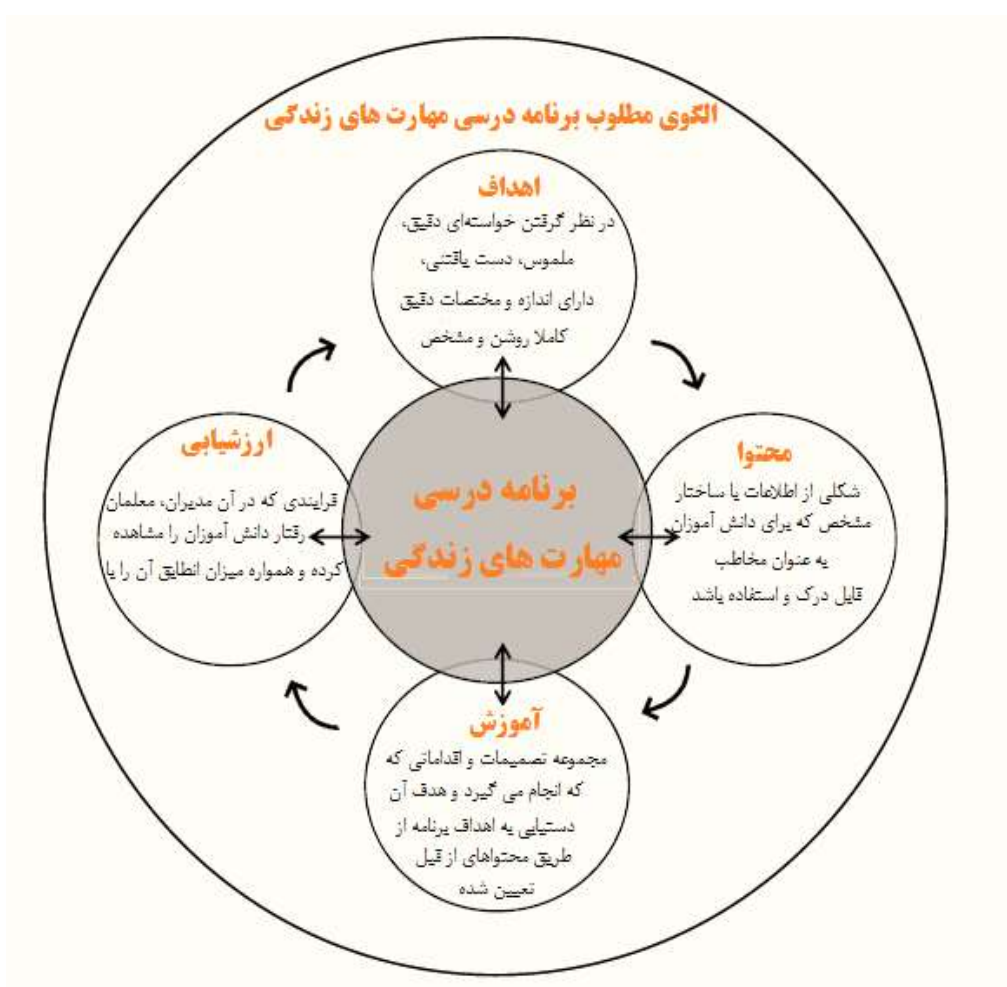 الگوی مطلوب برنامه درسی مهارت های زندگی
اهداف
در نظر گرفتن خواسته‌ای دقیق،
ملموس، دست یافتنی،
دارای اندازه و مختصات دقیق
کاملا روشن و مشخص
محتوا
شکلی از اطلاعات یا ساختار
مشخص که برای دانش آموزان
به عنوان مخاطب
قابل درک و استفاده باشد
برنامه درسی
مهارت های زندگی
ارزشیابی
فرایندی که در آن مدیران، معلمان
رفتار دانش آموزان را مشاهده
کرده و همواره میزان انطابق آن را با
آموزش
مجموعه تصمیمات و اقداماتی که
که انجام می گیرد و هدف آن
دستیابی به اهداف برنامه از
طریق محتواهای از قبل
تعیین شده